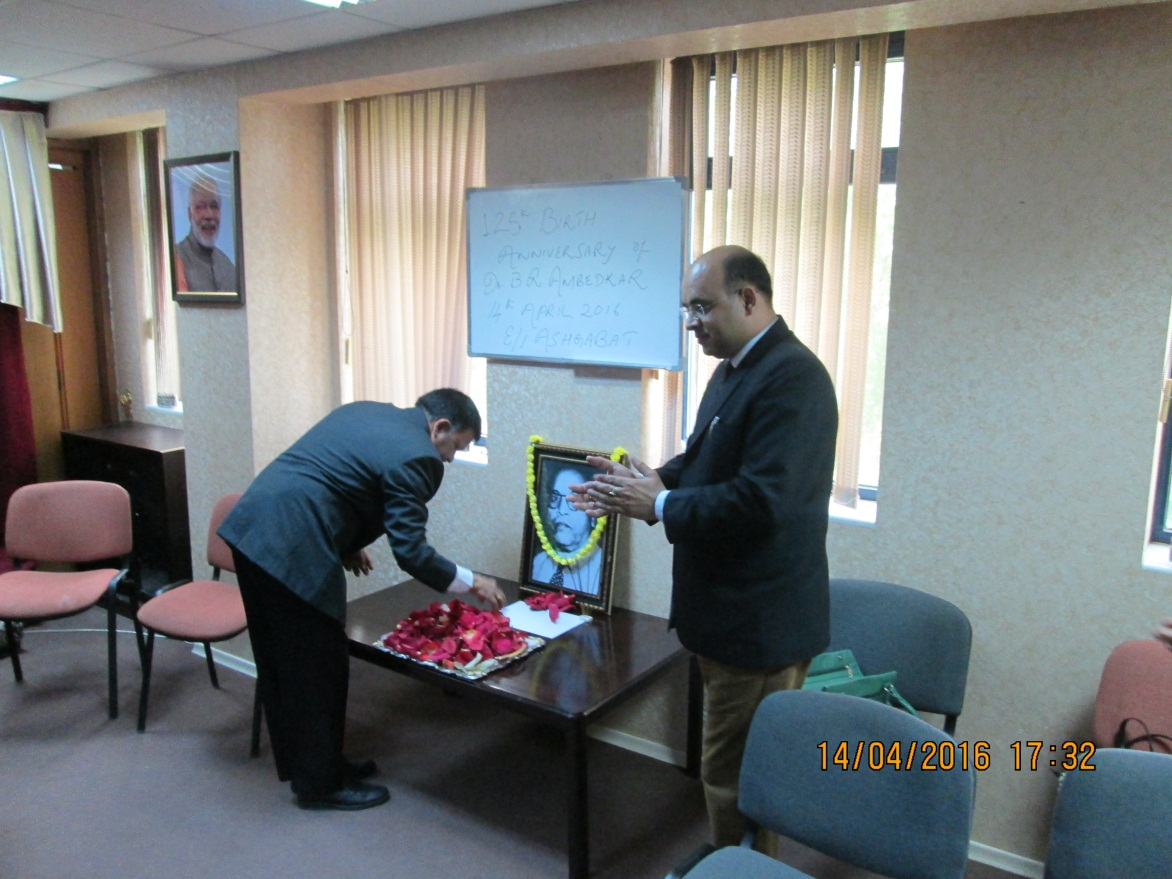 125th BIRTH
ANNIVERSARY of
Dr B R AMBEDKAR
14th APRIL 2016
E/I ASHGABAT
14/04/2016 17:32